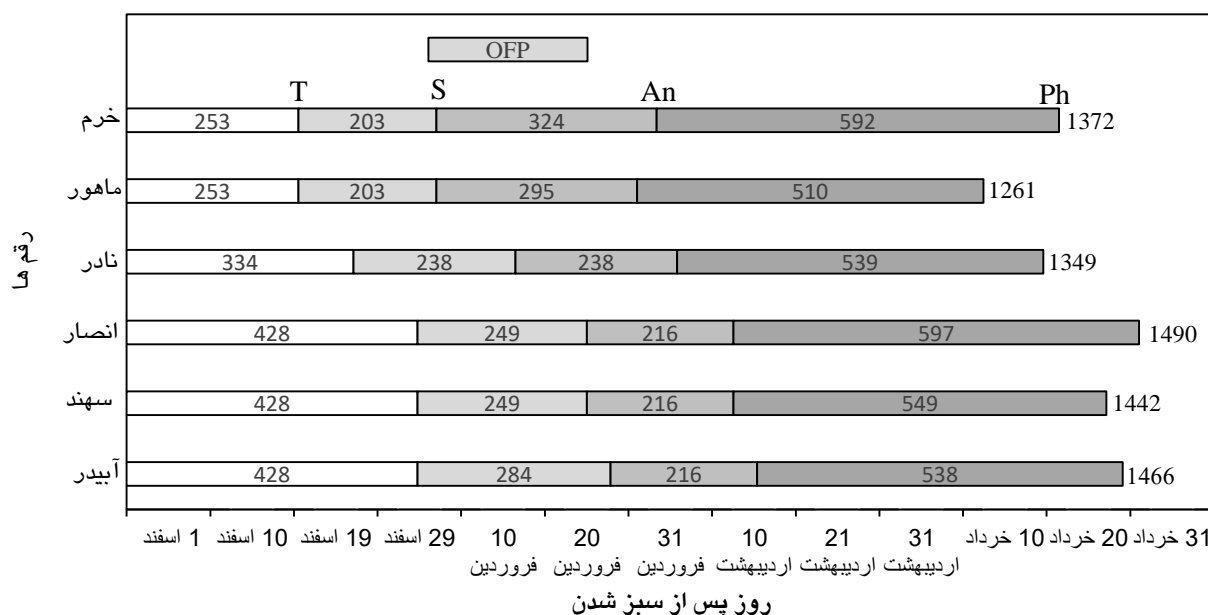 OFP
T S An Ph
خرم 253 203 324 592 1372
ماهور 253 203 295 510 1261
نادر 334 238 238 539 1349
انصار 428 249 216 597 1490
سهند 428 249 216 549 1442
آبیدر 428 284 216 538 1466
رقم ها
1 اسفند 10 اسفند 19 اسفند 29 اسفند 10 20 31 10 21 31 10 خرداد 20 خرداد 31 خرداد
فروردین فروردین فروردین اردیبهشت اردیبهشت اردیبهشت
روز پس از سبز شدن